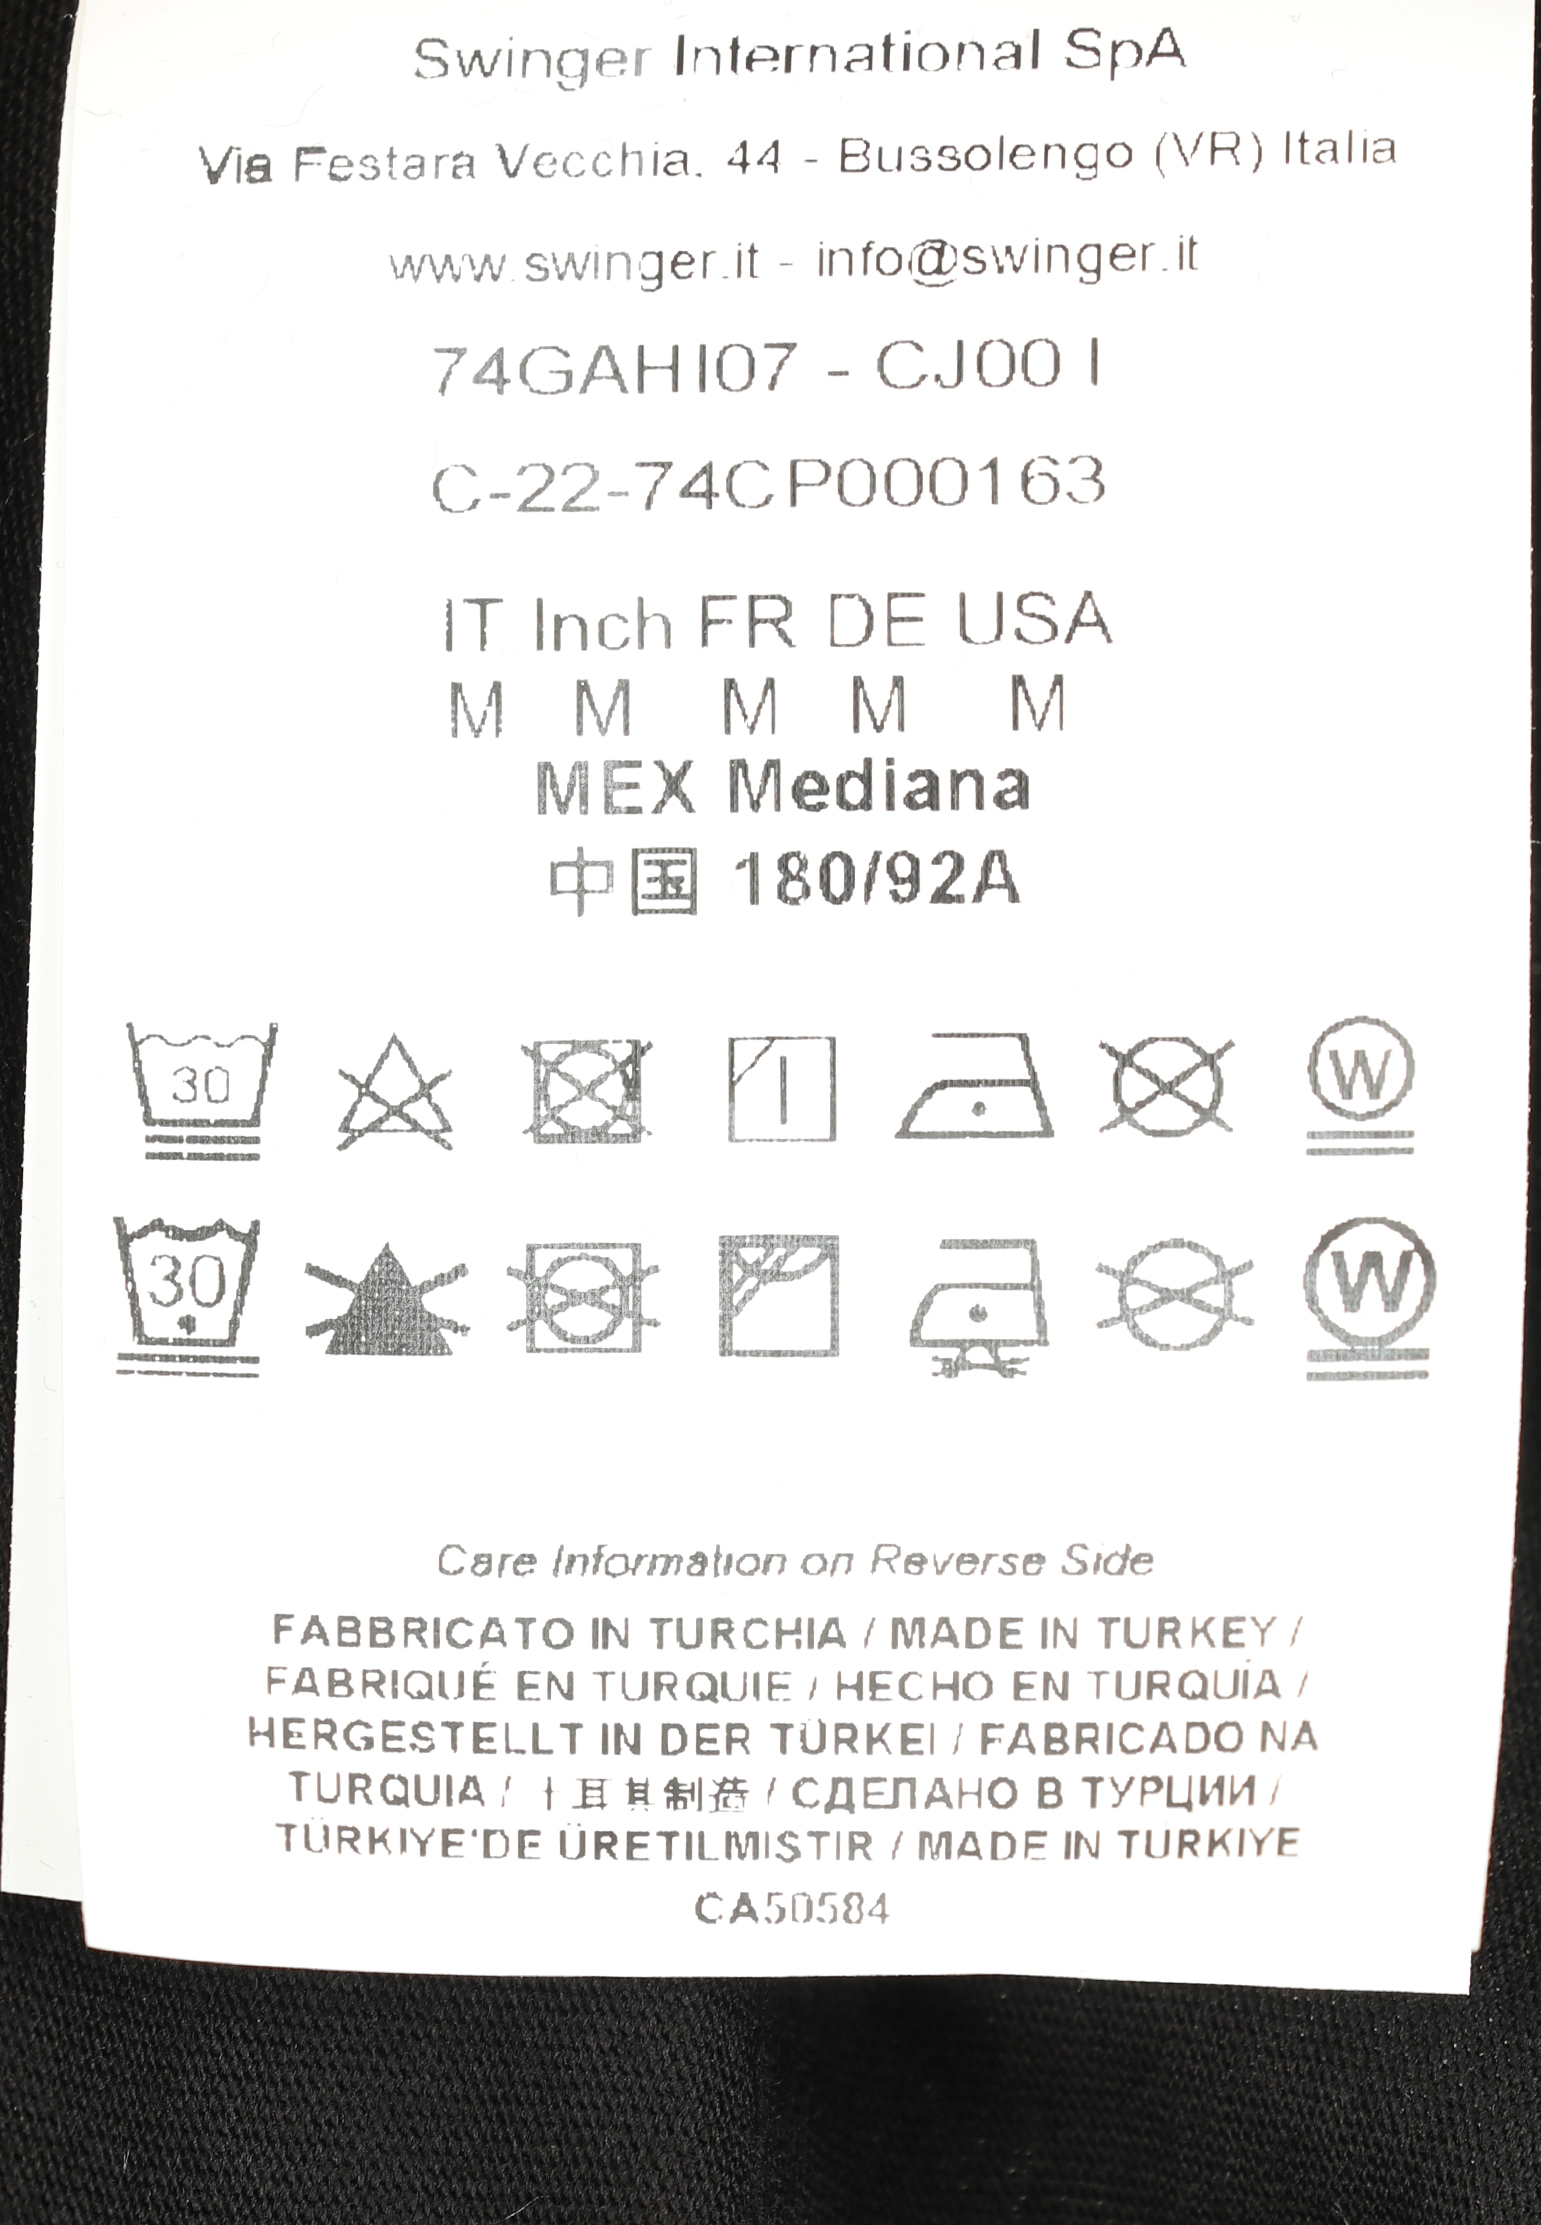 Swinger International SpA
Via Festara Vecchia, 44 - Bussolengo (VR) Italia
www.swinger.it - info@swinger.it
74GAHI07 - CJ00 I
C-22-74CP000163
IT Inch FR DE USA
M M M M M
MEX Mediana
中国 180/92A
30 W
30 W
Care Information on Reverse Side
FABBRICATO IN TURCHIA / MADE IN TURKEY /
FABRIQUÉ EN TURQUIE / HECHO EN TURQUÍA /
HERGESTELLT IN DER TÜRKEI / FABRICADO NA
TURQUIA / 土耳其制造 / СДЕЛАНО В ТУРЦИИ /
TÜRKIYE'DE ÜRETILMISTIR / MADE IN TURKIYE
CA50584